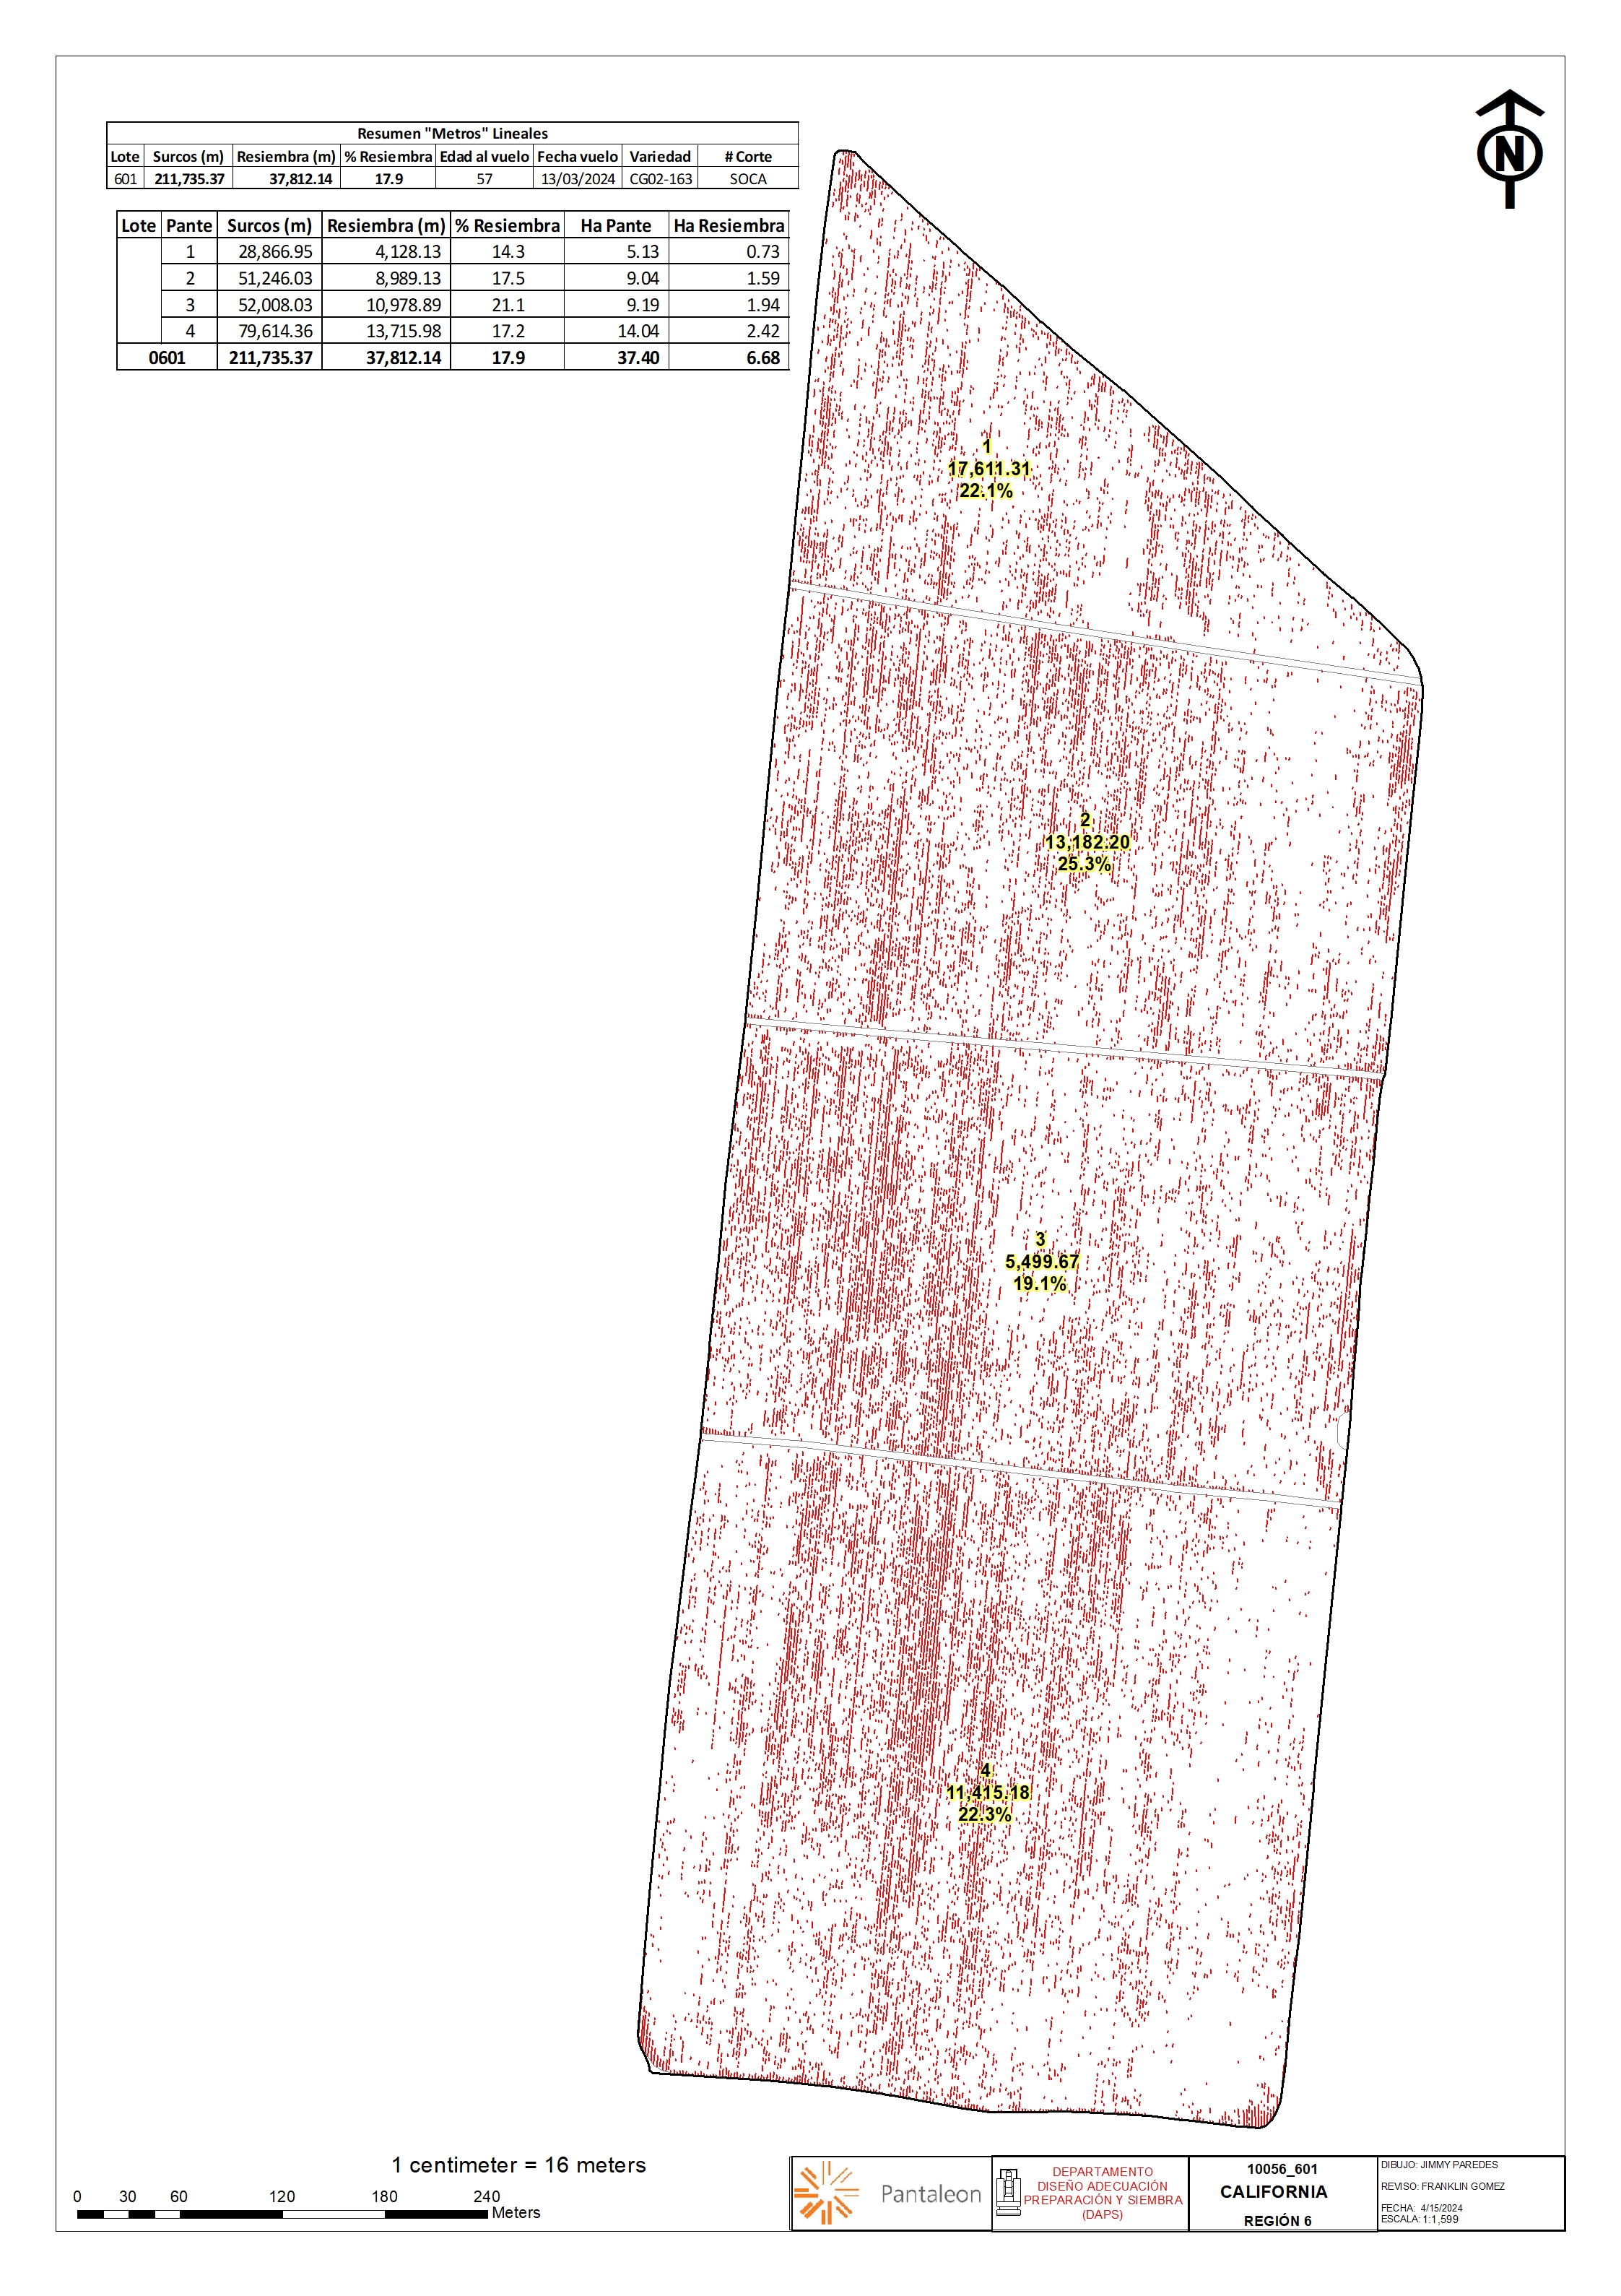 Resumen "Metros" Lineales
Lote Surcos (m) Resiembra (m) % Resiembra Edad al vuelo Fecha vuelo Variedad # Corte
601 211,735.37 37,812.14 17.9 57 13/03/2024 CG02-163 SOCA
Lote Pante Surcos (m) Resiembra (m) % Resiembra Ha Pante Ha Resiembra
1 28,866.95 4,128.13 14.3 5.13 0.73
2 51,246.03 8,989.13 17.5 9.04 1.59
3 52,008.03 10,978.89 21.1 9.19 1.94
4 79,614.36 13,715.98 17.2 14.04 2.42
0601 211,735.37 37,812.14 17.9 37.40 6.68
N
1
17,611.31
22.1%
2
13,182.20
25.3%
3
5,499.67
19.1%
4
11,415.18
22.3%
1 centimeter = 16 meters
0 30 60 120 180 240
Meters
Pantaleon
DEPARTAMENTO
DISEÑO ADECUACIÓN
PREPARACIÓN Y SIEMBRA
(DAPS)
10056_601
CALIFORNIA
REGIÓN 6
DIBUJO: JIMMY PAREDES
REVISO: FRANKLIN GOMEZ
FECHA: 4/15/2024
ESCALA: 1:1,599